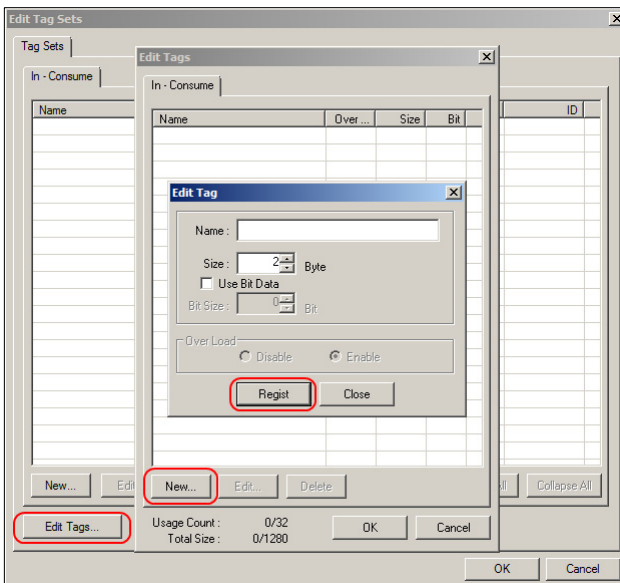 Edit Tag Sets
Tag Sets
In - Consume
Name
ID
Edit Tags
In - Consume
Name Over ... Size Bit
Edit Tag
Name :
Size : 2 Byte
Use Bit Data
Bit Size : 0 Bit
Over Load
Disable Enable
Regist Close
New... Edit... Delete
Usage Count : 0/32
Total Size : 0/1280
OK Cancel
New... Edi
ll Collapse All
Edit Tags...
OK Cancel